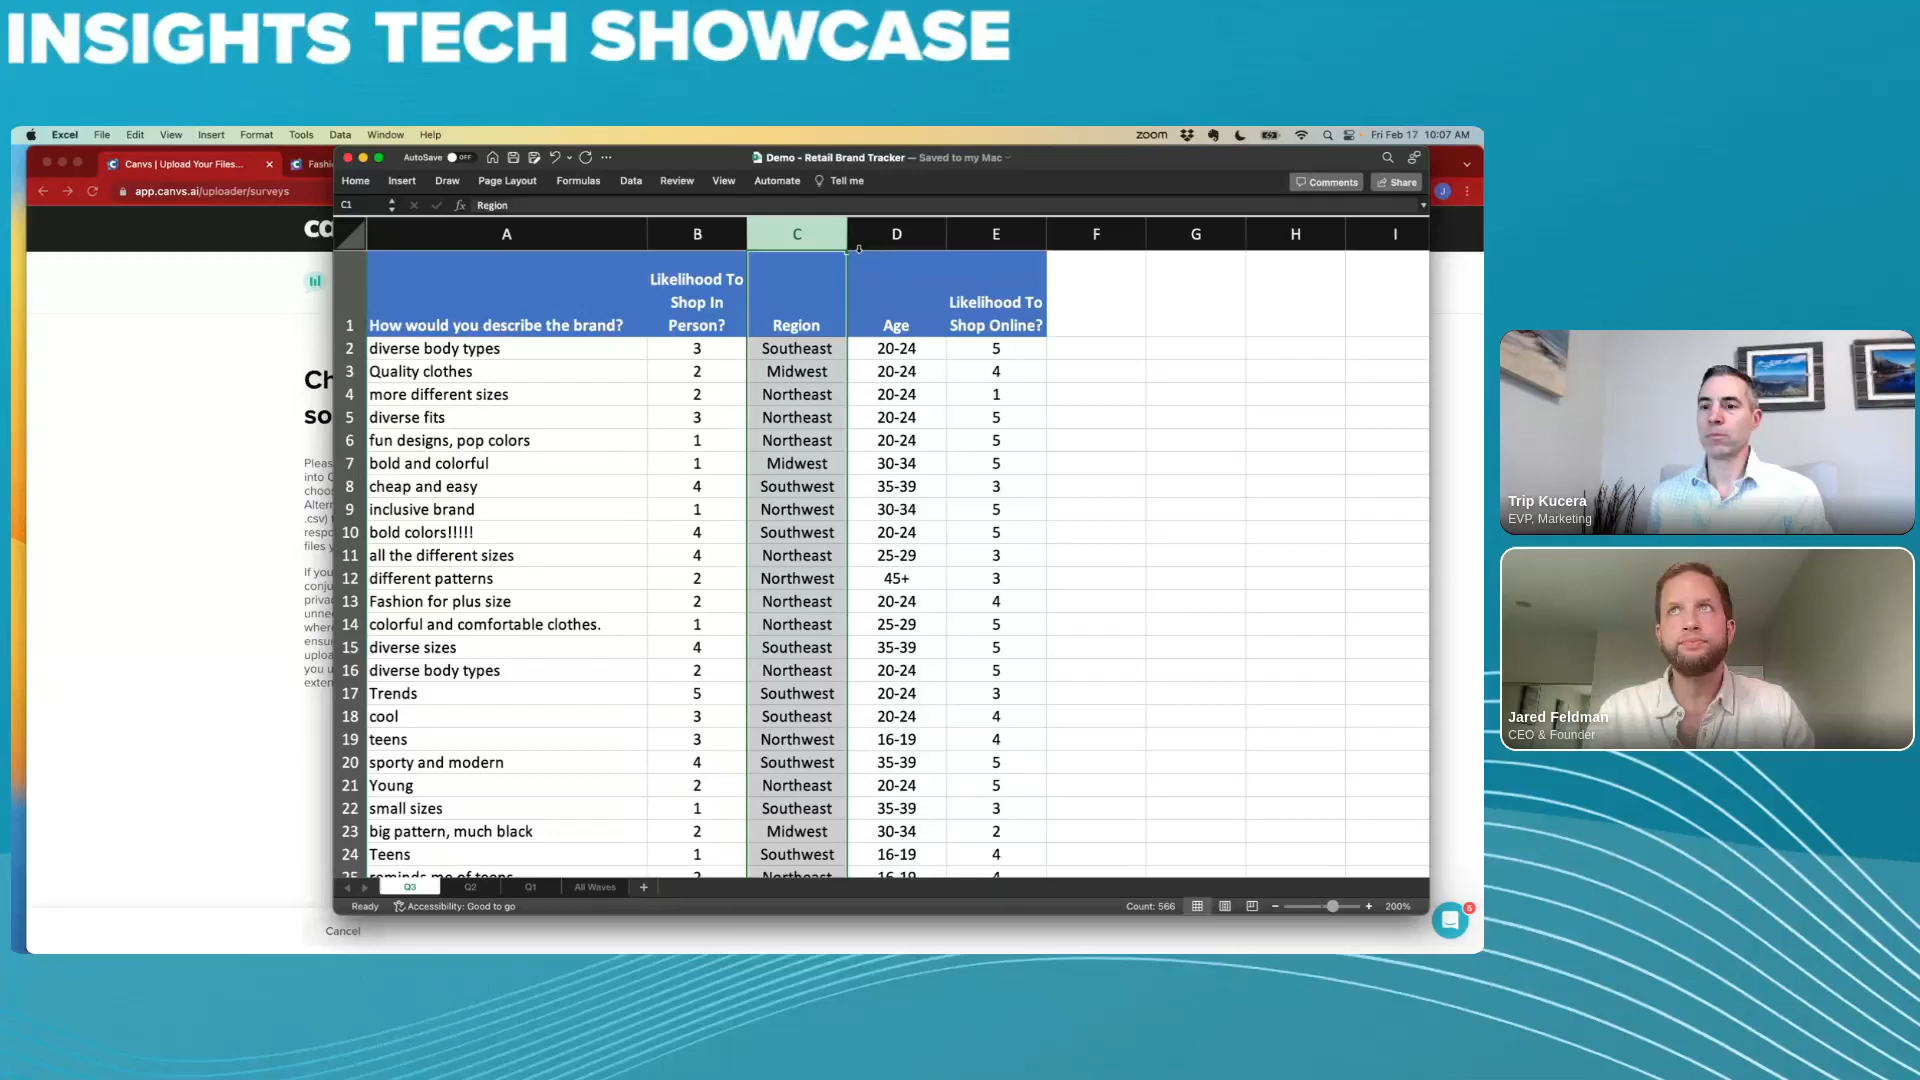 INSIGHTS TECH SHOWCASE
Excel File Edit View Insert Format Tools Data Window Help
zoom Fri Feb 17 10:07 AM
Canvs | Upload Your Files...
app.canvs.ai/uploader/surveys
AutoSave OFF
Demo - Retail Brand Tracker — Saved to my Mac
Home Insert Draw Page Layout Formulas Data Review View Automate Tell me
Comments Share
C1 fx Region
A B C D E F G H I
1 How would you describe the brand? Likelihood To Shop In Person? Region Age Likelihood To Shop Online?
2 diverse body types 3 Southeast 20-24 5
3 Quality clothes 2 Midwest 20-24 4
4 more different sizes 2 Northeast 20-24 1
5 diverse fits 3 Northeast 20-24 5
6 fun designs, pop colors 1 Northeast 20-24 5
7 bold and colorful 1 Midwest 30-34 5
8 cheap and easy 4 Southwest 35-39 3
9 inclusive brand 1 Northwest 30-34 5
10 bold colors!!!!! 4 Southwest 20-24 5
11 all the different sizes 4 Northeast 25-29 3
12 different patterns 2 Northwest 45+ 3
13 Fashion for plus size 2 Northeast 20-24 4
14 colorful and comfortable clothes. 1 Northeast 25-29 5
15 diverse sizes 4 Southeast 35-39 5
16 diverse body types 2 Northeast 20-24 5
17 Trends 5 Southwest 20-24 3
18 cool 3 Southeast 20-24 4
19 teens 3 Northwest 16-19 4
20 sporty and modern 4 Southwest 35-39 5
21 Young 2 Northeast 20-24 5
22 small sizes 1 Southeast 35-39 3
23 big pattern, much black 2 Midwest 30-34 2
24 Teens 1 Southwest 16-19 4
Q3 Q2 Q1 All Waves +
Ready Accessibility: Good to go Count: 566 200%
Cancel
5
J
Trip Kucera
EVP, Marketing
Jared Feldman
CEO & Founder